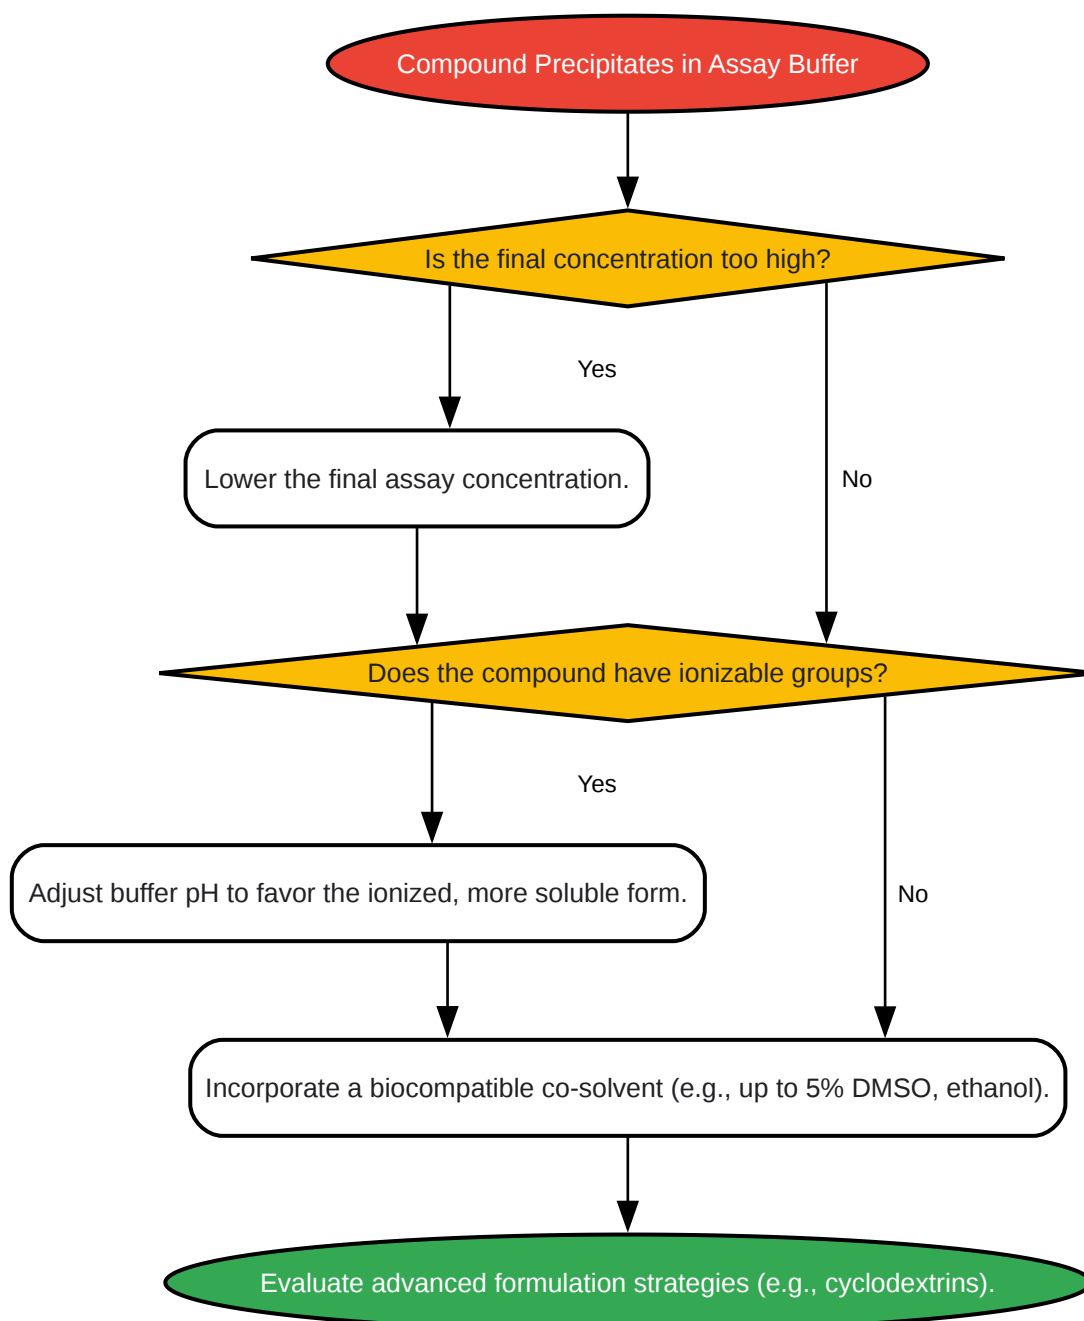 Compound Precipitates in Assay Buffer
Is the final concentration too high?
Yes
Lower the final assay concentration.
No
Does the compound have ionizable groups?
Yes
Adjust buffer pH to favor the ionized, more soluble form.
No
Incorporate a biocompatible co-solvent (e.g., up to 5% DMSO, ethanol).
Evaluate advanced formulation strategies (e.g., cyclodextrins).